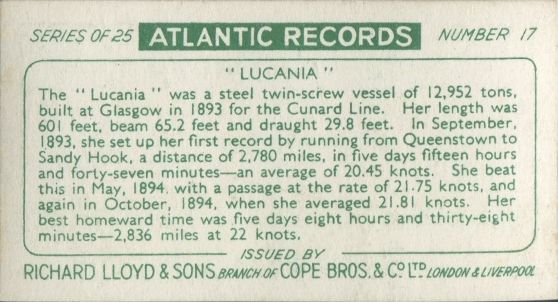 SERIES OF 25 ATLANTIC RECORDS NUMBER 17
"LUCANIA"
The "Lucania" was a steel twin-screw vessel of 12,952 tons,
built at Glasgow in 1893 for the Cunard Line. Her length was
601 feet, beam 65.2 feet and draught 29.8 feet. In September,
1893, she set up her first record by running from Queenstown to
Sandy Hook, a distance of 2,780 miles, in five days fifteen hours
and forty-seven minutes—an average of 20.45 knots. She beat
this in May, 1894, with a passage at the rate of 21.75 knots, and
again in October, 1894, when she averaged 21.81 knots. Her
best homeward time was five days eight hours and thirty-eight
minutes—2,836 miles at 22 knots.
ISSUED BY
RICHARD LLOYD & SONS BRANCH OF COPE BROS. & CO LTD LONDON & LIVERPOOL